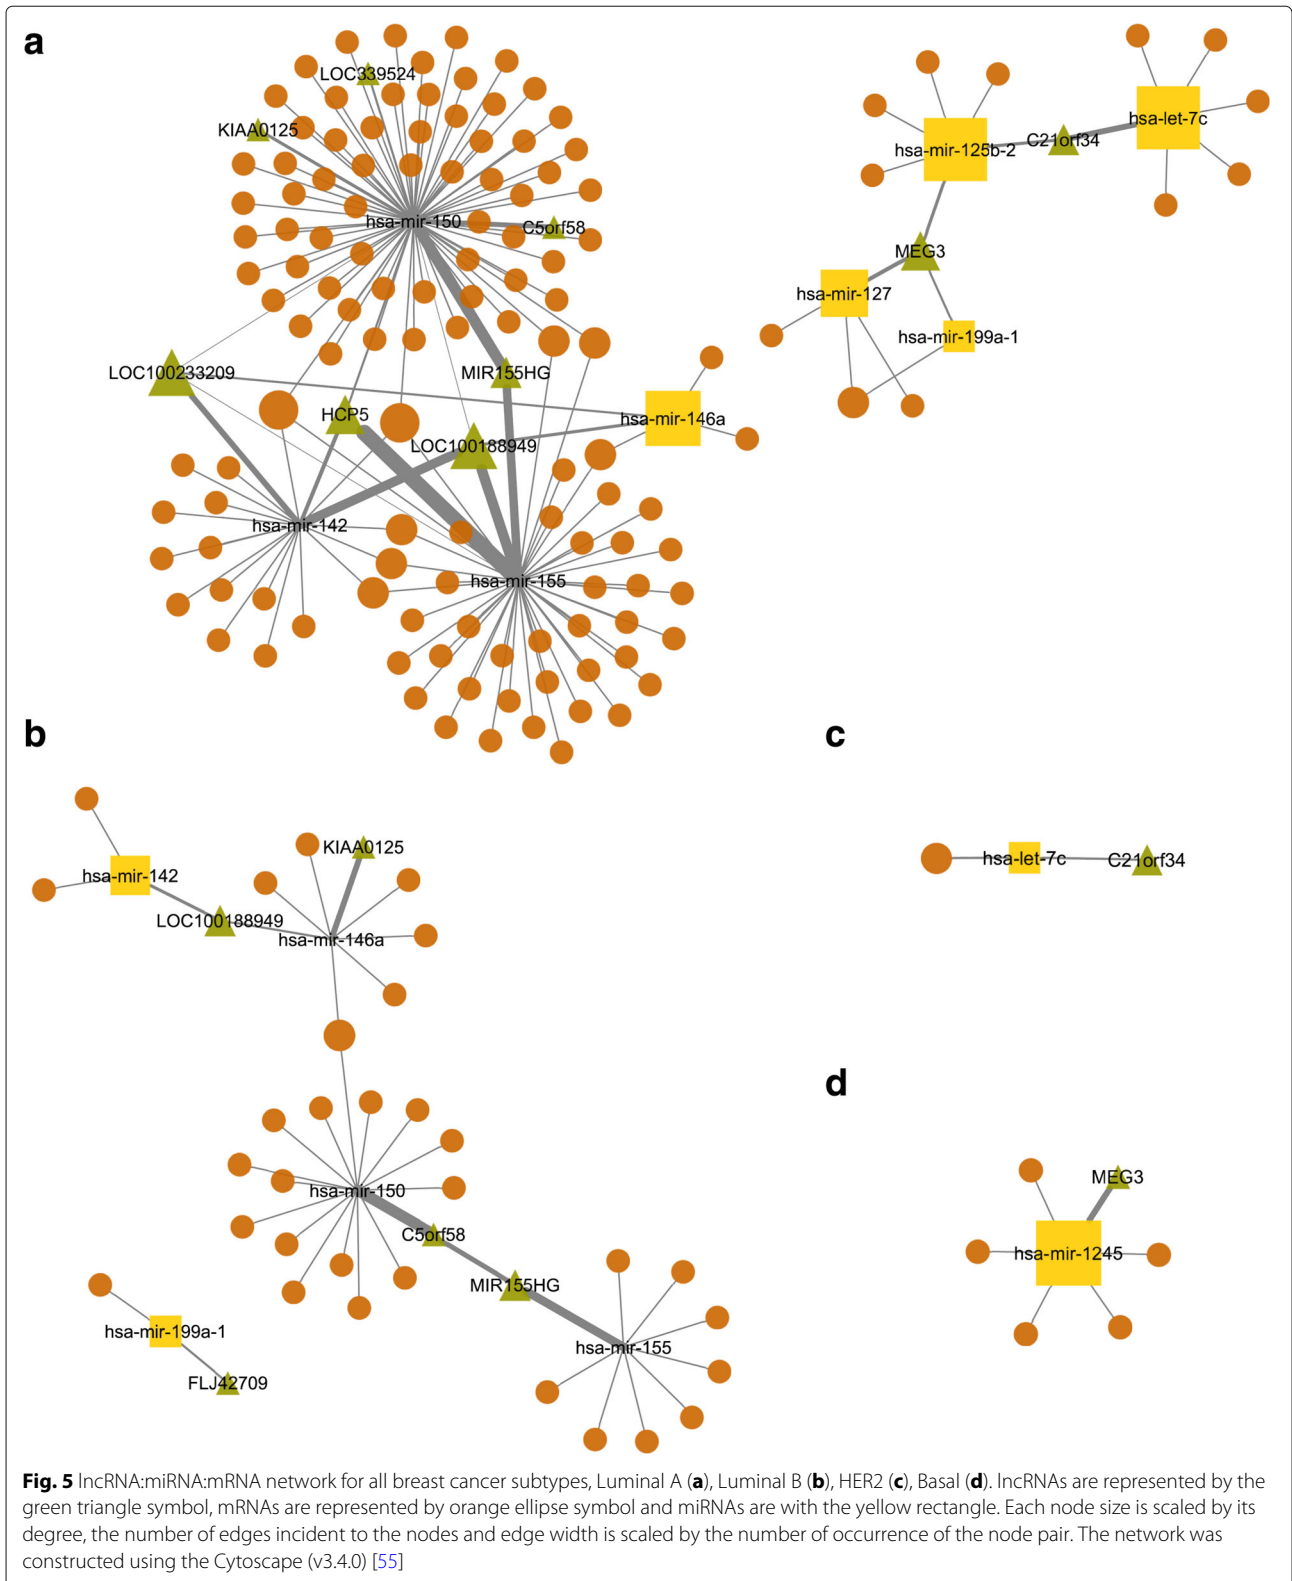 a
LOC339524
KIAA0125
hsa-mir-150
C5orf58
LOC100233209
MIR155HG
HCP5
LOC100188949
hsa-mir-146a
hsa-mir-142
hsa-mir-155
hsa-let-7c
hsa-mir-125b-2
C21orf34
MEG3
hsa-mir-127
hsa-mir-199a-1
b
hsa-mir-142
KIAA0125
LOC100188949
hsa-mir-146a
hsa-mir-150
C5orf58
MIR155HG
hsa-mir-155
hsa-mir-199a-1
FLJ42709
c
hsa-let-7c
C21orf34
d
MEG3
hsa-mir-1245
Fig. 5 lncRNA:miRNA:mRNA network for all breast cancer subtypes, Luminal A (a), Luminal B (b), HER2 (c), Basal (d). lncRNAs are represented by the
green triangle symbol, mRNAs are represented by orange ellipse symbol and miRNAs are with the yellow rectangle. Each node size is scaled by its
degree, the number of edges incident to the nodes and edge width is scaled by the number of occurrence of the node pair. The network was
constructed using the Cytoscape (v3.4.0) [55]